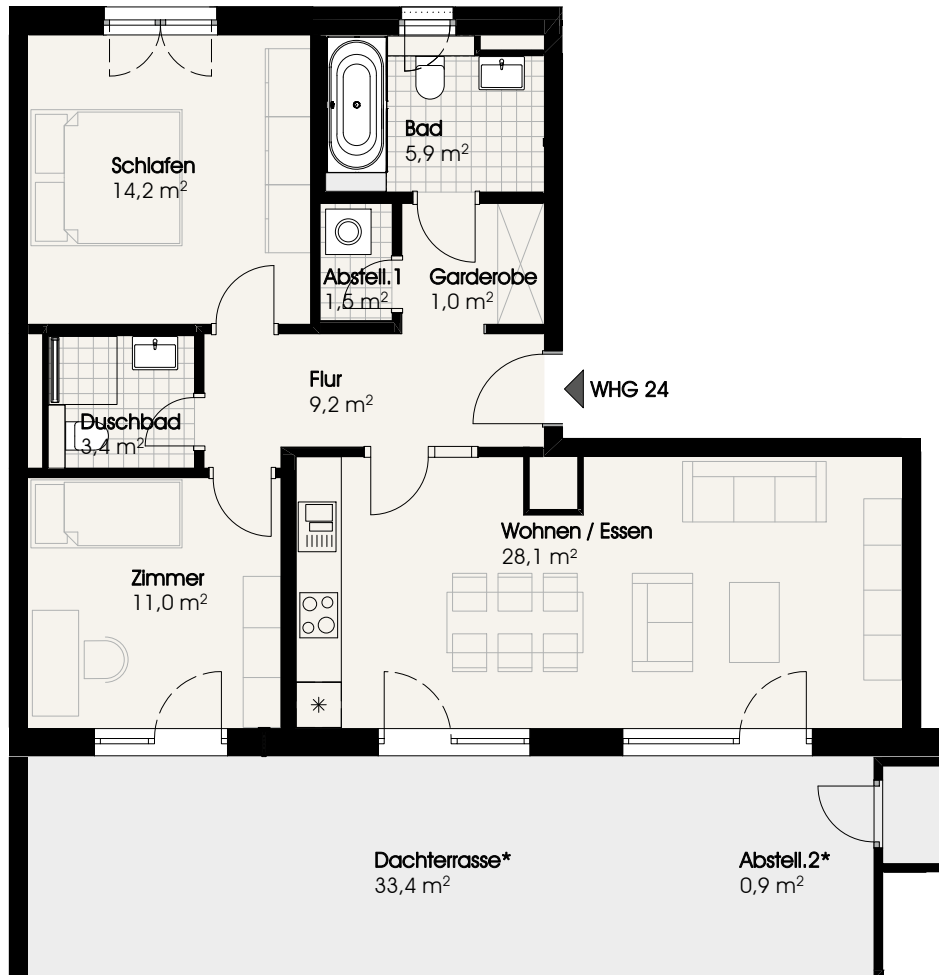 Bad
5,9 m²
Schlafen
14,2 m²
Abstell.1
1,5 m²
Garderobe
1,0 m²
Flur
9,2 m²
WHG 24
Duschbad
3,4 m²
Wohnen / Essen
28,1 m²
Zimmer
11,0 m²
Dachterrasse*
33,4 m²
Abstell.2*
0,9 m²